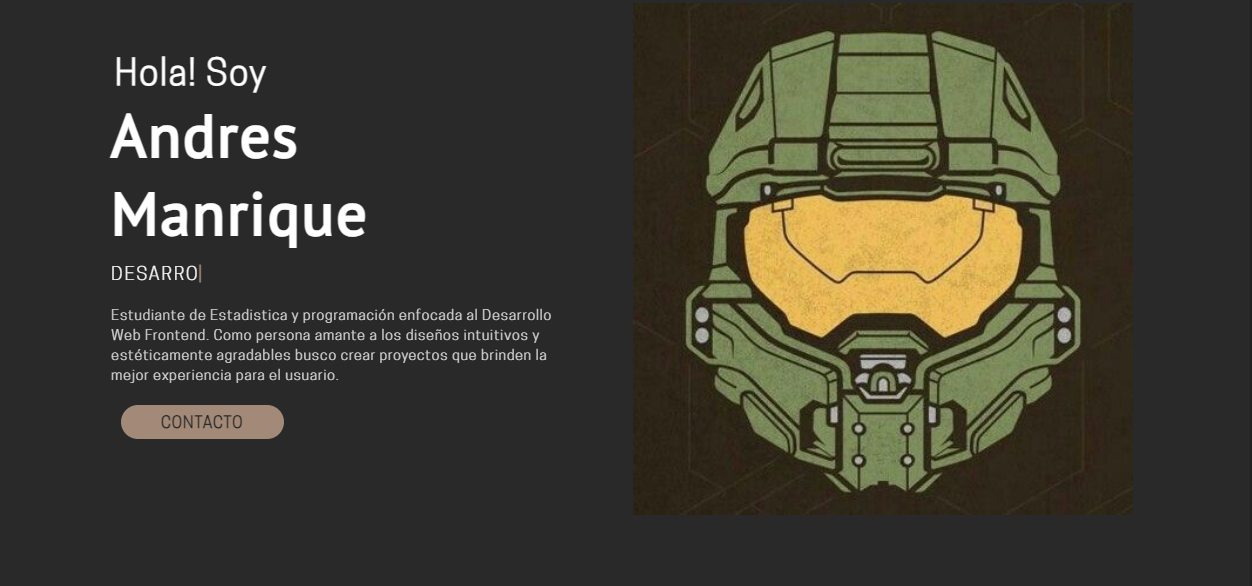 Hola! Soy
Andres
Manrique
DESARRO
Estudiante de Estadistica y programación enfocada al Desarrollo
Web Frontend. Como persona amante a los diseños intuitivos y
estéticamente agradables busco crear proyectos que brinden la
mejor experiencia para el usuario.
CONTACTO